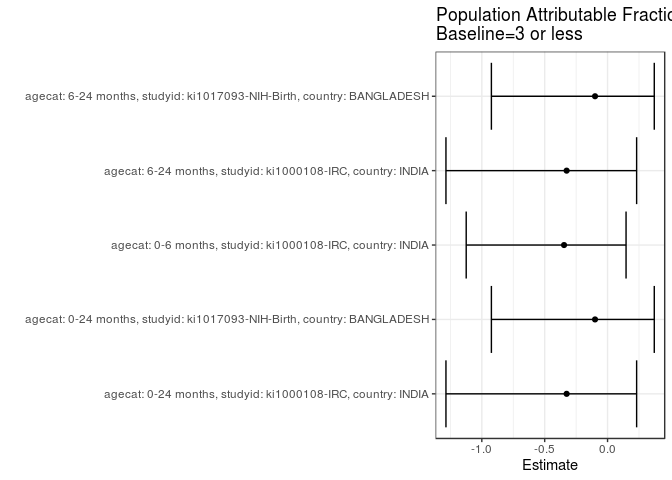 Population Attributable
Baseline=3 or less
agecat: 6-24 months, studyid: ki1017093-NIH-Birth, country: BANGLADESH
agecat: 6-24 months, studyid: ki1000108-IRC, country: INDIA
agecat: 0-6 months, studyid: ki1000108-IRC, country: INDIA
agecat: 0-24 months, studyid: ki1017093-NIH-Birth, country: BANGLADESH
agecat: 0-24 months, studyid: ki1000108-IRC, country: INDIA
-1.0 -0.5 0.0
Estimate